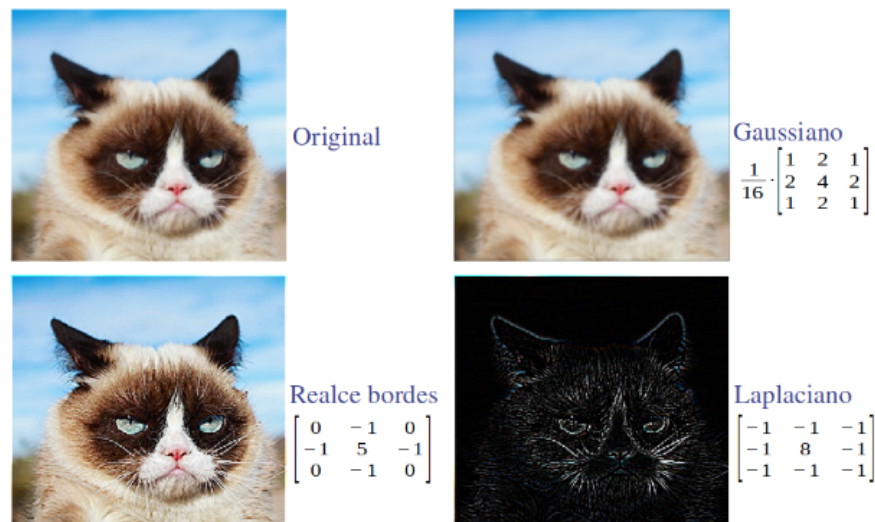 Original
Gaussiano
1/16 · [1 2 1
2 4 2
1 2 1]
Realce bordes
[0 −1 0
−1 5 −1
0 −1 0]
Laplaciano
[−1 −1 −1
−1 8 −1
−1 −1 −1]